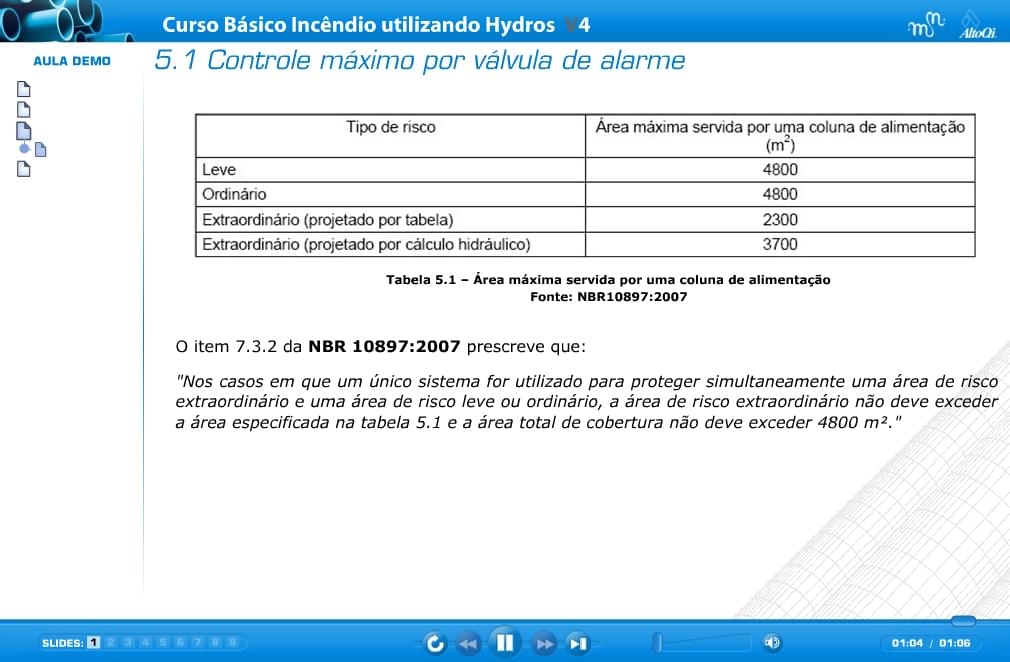 Curso Básico Incêndio utilizando Hydros V4
AltoQi
AULA DEMO
5.1 Controle máximo por válvula de alarme
Tipo de risco
Área máxima servida por uma coluna de alimentação
(m²)
Leve
4800
Ordinário
4800
Extraordinário (projetado por tabela)
2300
Extraordinário (projetado por cálculo hidráulico)
3700
Tabela 5.1 – Área máxima servida por uma coluna de alimentação
Fonte: NBR10897:2007
O item 7.3.2 da NBR 10897:2007 prescreve que:
"Nos casos em que um único sistema for utilizado para proteger simultaneamente uma área de risco
extraordinário e uma área de risco leve ou ordinário, a área de risco extraordinário não deve exceder
a área especificada na tabela 5.1 e a área total de cobertura não deve exceder 4800 m²."
SLIDES: 1 2 3 4 5 6 7 8 9
01:04 / 01:06